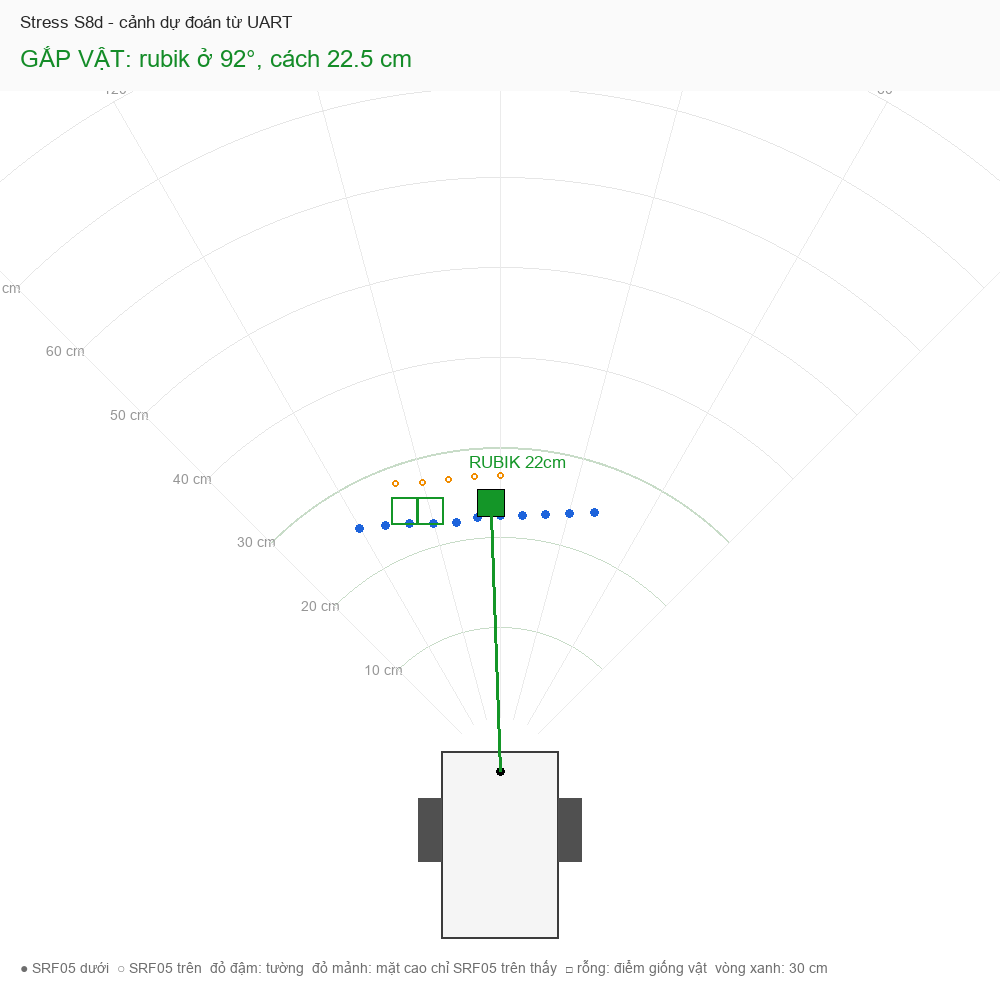 Stress S8d - cảnh dự đoán từ UART
GẮP VẬT: rubik ở 92°, cách 22.5 cm
cm
60 cm
50 cm
RUBIK 22cm
40 cm
30 cm
20 cm
10 cm
● SRF05 dưới ○ SRF05 trên đỏ đậm: tường đỏ mảnh: mặt cao chỉ SRF05 trên thấy □ rỗng: điểm giống vật vòng xanh: 30 cm